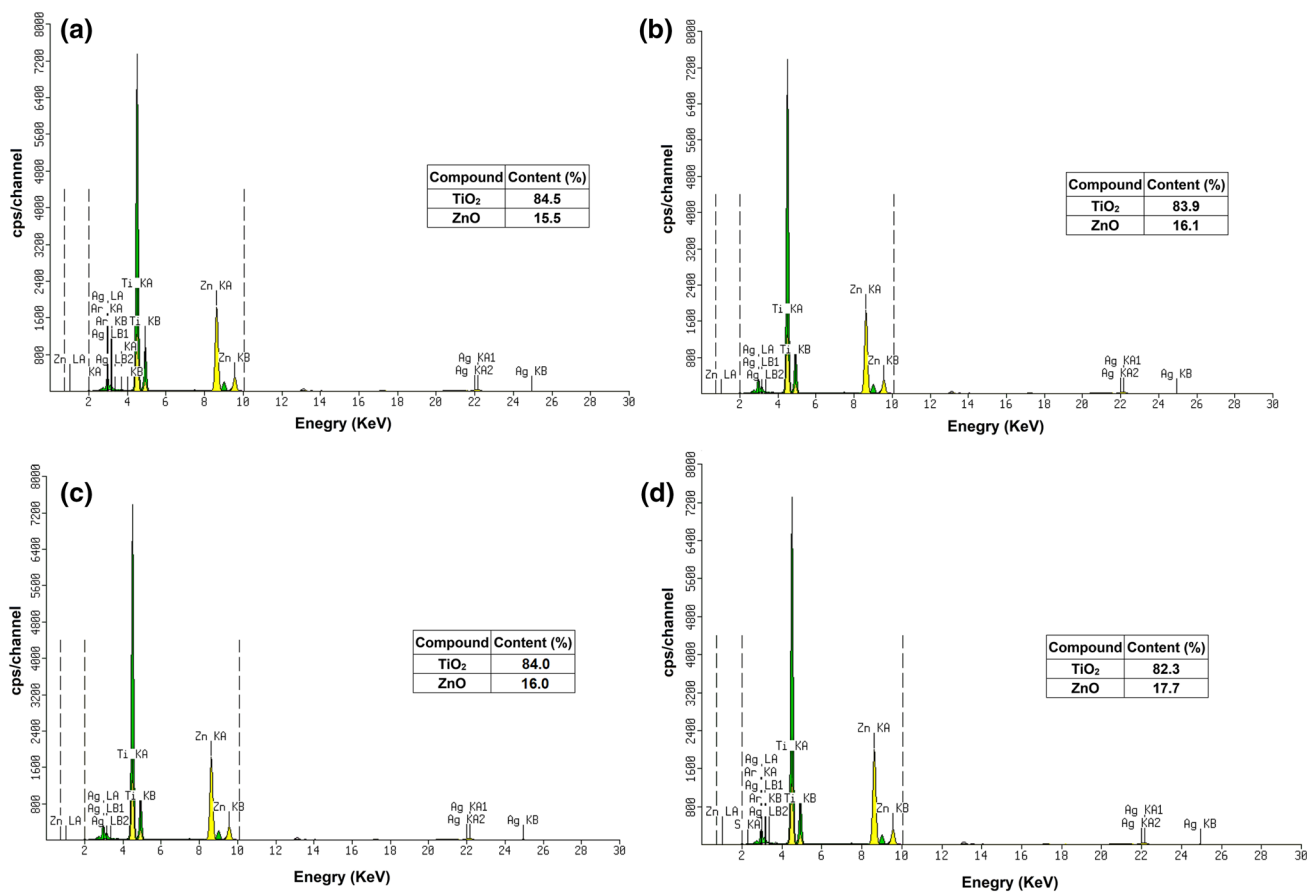 (a)
8000
7200
6400
5600
4800
4000
3200
2400
1600
800
cps/channel
Compound Content (%)
TiO₂ 84.5
ZnO 15.5
Ti KA
Ag LA
Ar KA
Ar KB Ti KB
Ag LB1
KA
Zn LA Ag LB2
KA KB
Zn KA
Zn KB
Ag KA1
Ag KA2 Ag KB
2 4 6 8 10 12 14 16 18 20 22 24 26 28 30
Enegry (KeV)
(b)
8000
7200
6400
5600
4800
4000
3200
2400
1600
800
cps/channel
Compound Content (%)
TiO₂ 83.9
ZnO 16.1
Zn KA
Ti KA
Ag LA Ti KB
Ag LB1 Zn KB
Zn LA Ag LB2
Ag KA1
Ag KA2 Ag KB
2 4 6 8 10 12 14 16 18 20 22 24 26 28 30
Enegry (KeV)
(c)
8000
7200
6400
5600
4800
4000
3200
2400
1600
800
cps/channel
Compound Content (%)
TiO₂ 84.0
ZnO 16.0
Zn KA
Ti KA
Ag LA Ti KB
Ag LB1 Zn KB
Zn LA Ag LB2
Ag KA1
Ag KA2 Ag KB
2 4 6 8 10 12 14 16 18 20 22 24 26 28 30
Enegry (KeV)
(d)
8000
7200
6400
5600
4800
4000
3200
2400
1600
800
cps/channel
Compound Content (%)
TiO₂ 82.3
ZnO 17.7
Zn KA
Ti KA
Ag LA
Ar KA
Ag LB1
Ar KB Ti KB
Zn LA Ag LB2 Zn KB
S KA
Ag KA1
Ag KA2 Ag KB
2 4 6 8 10 12 14 16 18 20 22 24 26 28 30
Enegry (KeV)